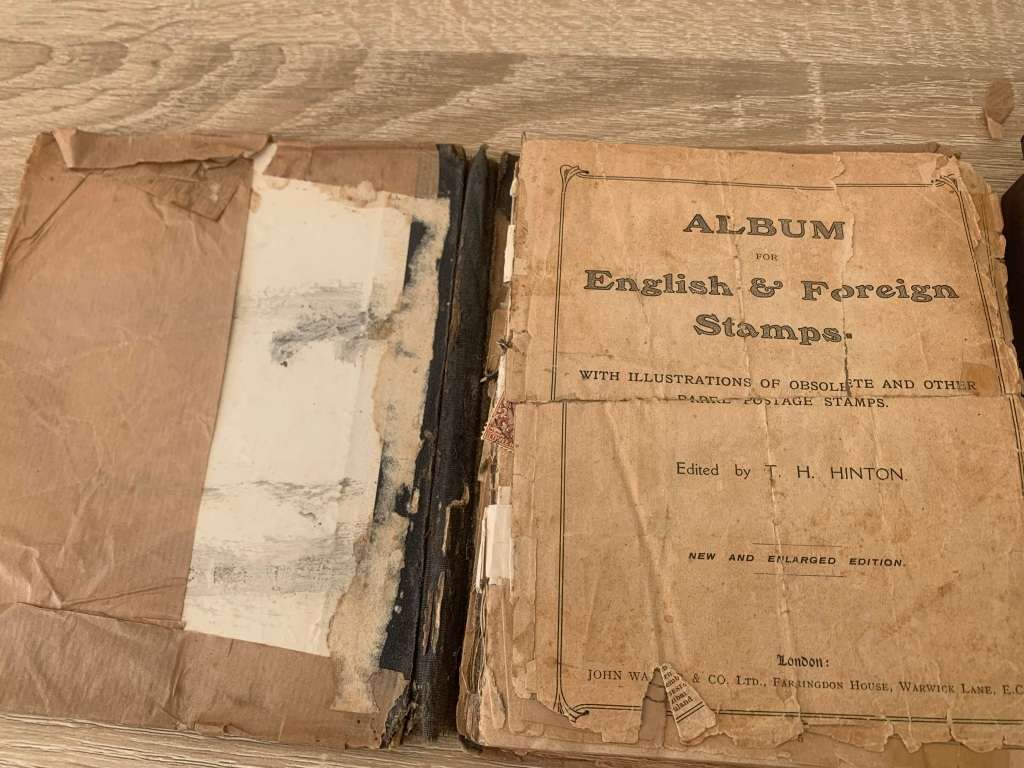 ALBUM
FOR
English & Foreign
Stamps.
WITH ILLUSTRATIONS OF OBSOLETE AND OTHER
POSTAGE STAMPS.
Edited by T. H. HINTON.
NEW AND ENLARGED EDITION.
London:
JOHN & CO. LTD., FARRINGDON HOUSE, WARWICK LANE, E.C